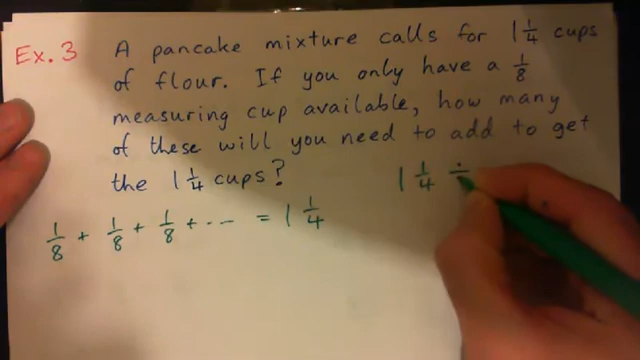 Ex. 3 A pancake mixture calls for 1 1/4 cups
of flour. If you only have a 1/8
measuring cup available, how many
of these will you need to add to get
the 1 1/4 cups?
1 1/4 ÷
1/8 + 1/8 + 1/8 + ... = 1 1/4